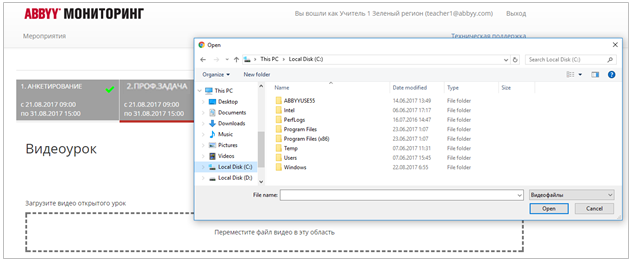 ABBYY МОНИТОРИНГ
Вы вошли как Учитель 1 Зеленый регион (teacher1@abbyy.com) Выход
Мероприятия
Техническая поддержка
1. АНКЕТИРОВАНИЕ
с 21.08.2017 09:00
по 31.08.2017 15:00
2. ПРОФ.ЗАДАЧА
с 21.08.2017 09:00
по 31.08.2017 15:00
Видеоурок
Загрузите видео открытого урок
Переместите файл видео в эту область
Open
This PC > Local Disk (C:)
Search Local Disk (C:)
Organize New folder
This PC
Desktop
Documents
Downloads
Music
Pictures
Videos
Local Disk (C:)
Local Disk (D:)
Name Date modified Type Size
ABBYYUSE55 14.08.2017 13:49 File folder
Intel 06.06.2017 17:17 File folder
PerfLogs 16.07.2016 14:47 File folder
Program Files 23.06.2017 1:07 File folder
Program Files (x86) 23.06.2017 1:07 File folder
Temp 07.06.2017 11:31 File folder
Users 07.06.2017 15:45 File folder
Windows 22.08.2017 6:55 File folder
File name:
Видеофайлы
Open Cancel